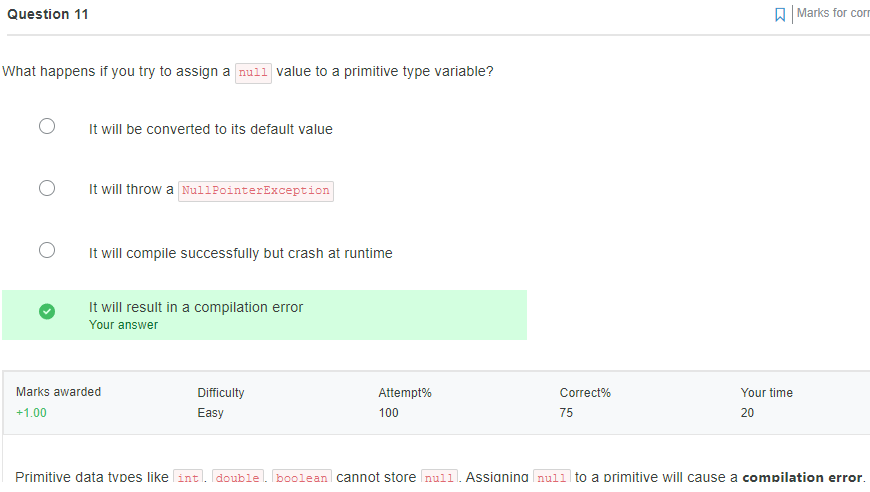 Question 11
Marks for corr
What happens if you try to assign a null value to a primitive type variable?
It will be converted to its default value
It will throw a NullPointerException
It will compile successfully but crash at runtime
It will result in a compilation error
Your answer
Marks awarded Difficulty Attempt% Correct% Your time
+1.00 Easy 100 75 20
Primitive data types like int, double, boolean cannot store null. Assigning null to a primitive will cause a compilation error.